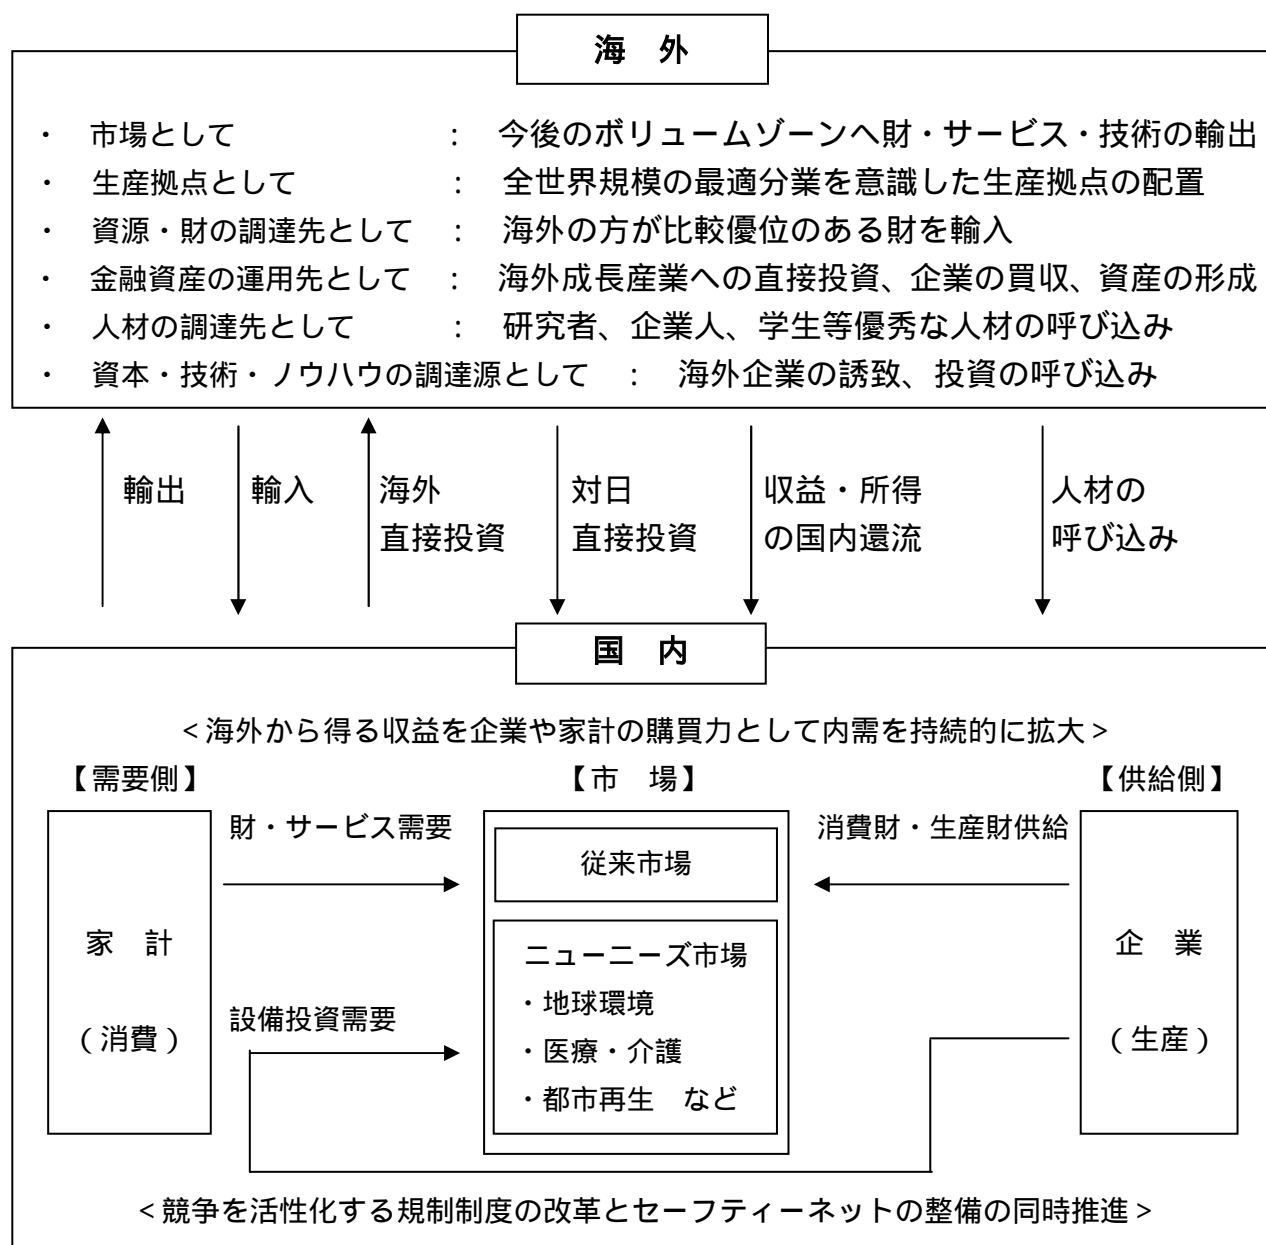 海　外
・　市場として　：　今後のボリュームゾーンへ財・サービス・技術の輸出
・　生産拠点として　：　全世界規模の最適分業を意識した生産拠点の配置
・　資源・財の調達先として　：　海外の方が比較優位のある財を輸入
・　金融資産の運用先として　：　海外成長産業への直接投資、企業の買収、資産の形成
・　人材の調達先として　：　研究者、企業人、学生等優秀な人材の呼び込み
・　資本・技術・ノウハウの調達源として　：　海外企業の誘致、投資の呼び込み
輸出
輸入
海外
直接投資
対日
直接投資
収益・所得
の国内還流
人材の
呼び込み
国　内
＜海外から得る収益を企業や家計の購買力として内需を持続的に拡大＞
【需要側】
【市　場】
【供給側】
財・サービス需要
従来市場
消費財・生産財供給
家　計
（消費）
設備投資需要
ニューニーズ市場
・地球環境
・医療・介護
・都市再生　など
企　業
（生産）
＜競争を活性化する規制制度の改革とセーフティーネットの整備の同時推進＞